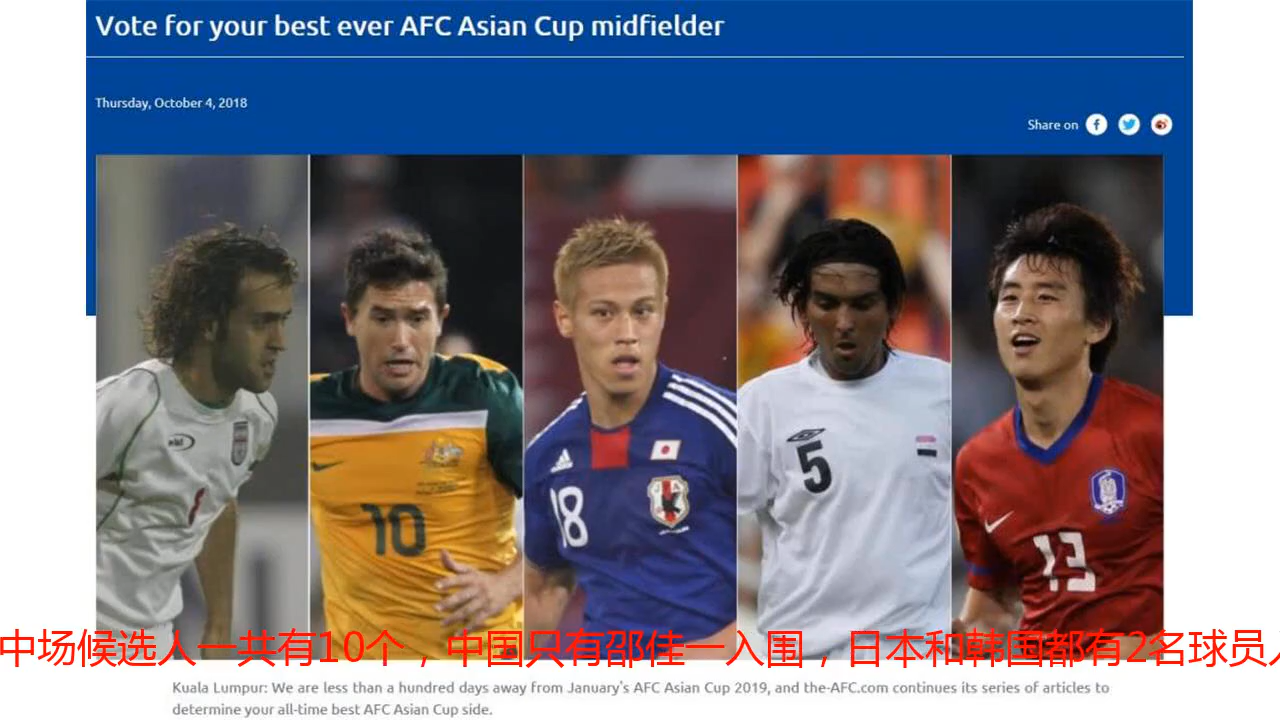 Vote for your best ever AFC Asian Cup midfielder
Thursday, October 4, 2018
Share on
10
18
5
13
中场候选人一共有10个，中国只有邵佳一入围，日本和韩国都有2名球员
Kuala Lumpur: We are less than a hundred days away from January's AFC Asian Cup 2019, and the-AFC.com continues its series of articles to
determine your all-time best AFC Asian Cup side.